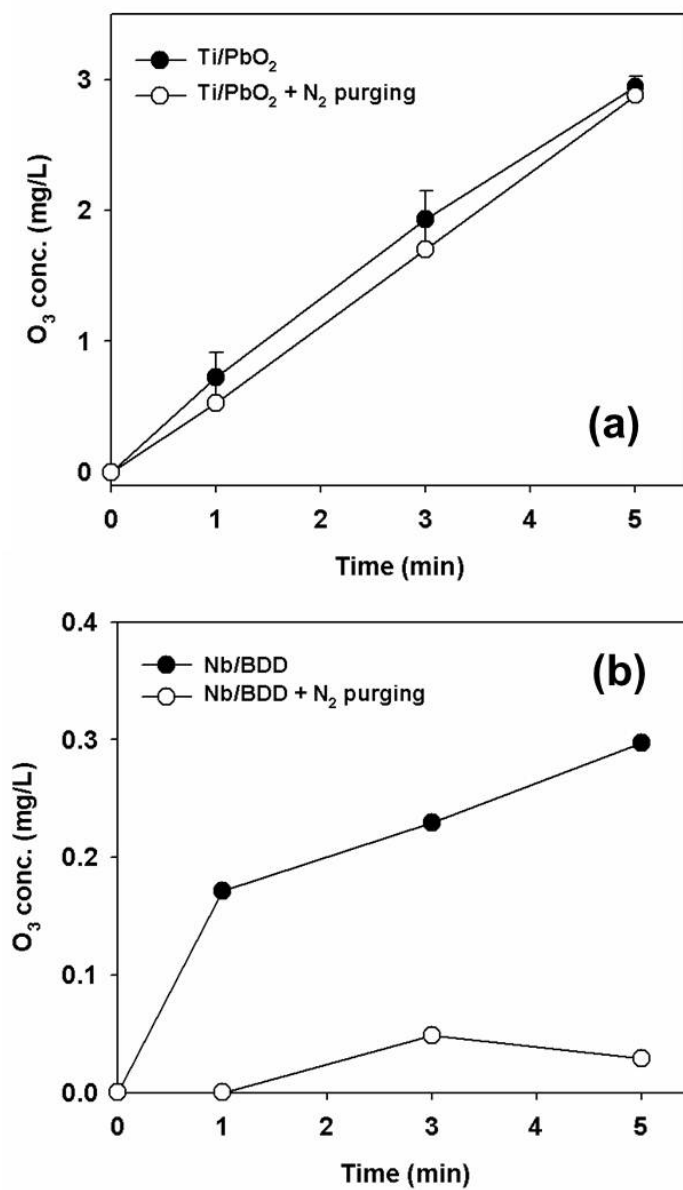 Ti/PbO₂
Ti/PbO₂ + N₂ purging
3
2
1
0
O₃ conc. (mg/L)
(a)
0 1 2 3 4 5
Time (min)
0.4
0.3
0.2
0.1
0.0
Nb/BDD
Nb/BDD + N₂ purging
(b)
O₃ conc. (mg/L)
0 1 2 3 4 5
Time (min)